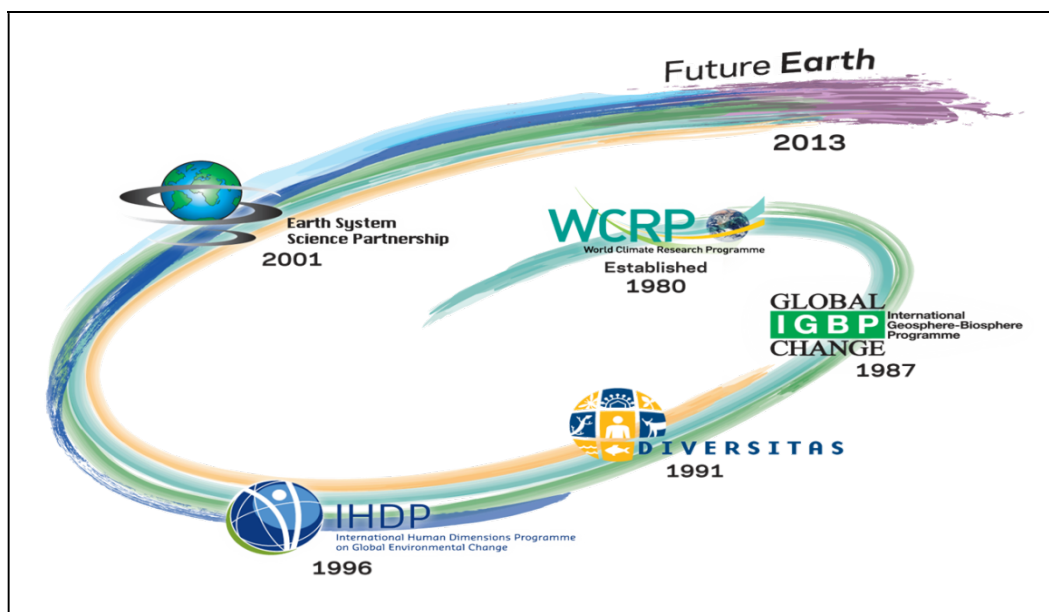 Future Earth
2013
Earth System
Science Partnership
2001
WCRP
World Climate Research Programme
Established
1980
GLOBAL
IGBP
CHANGE
International
Geosphere-Biosphere
Programme
1987
DIVERSITAS
1991
IHDP
International Human Dimensions Programme
on Global Environmental Change
1996